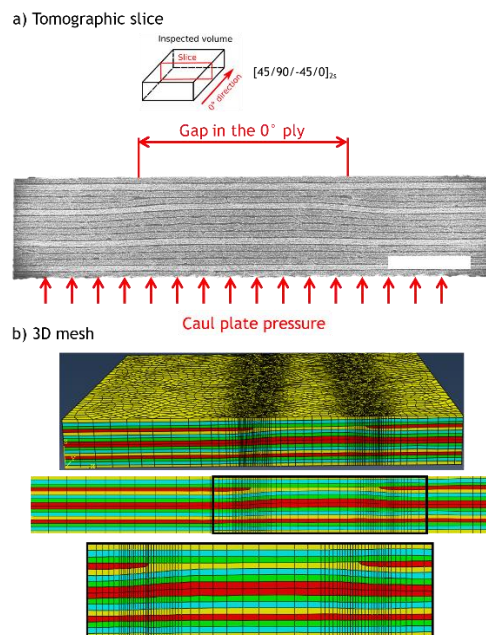 a) Tomographic slice
Inspected volume
Slice
0° direction
[45/90/-45/0]₂ₛ
Gap in the 0° ply
Caul plate pressure
b) 3D mesh